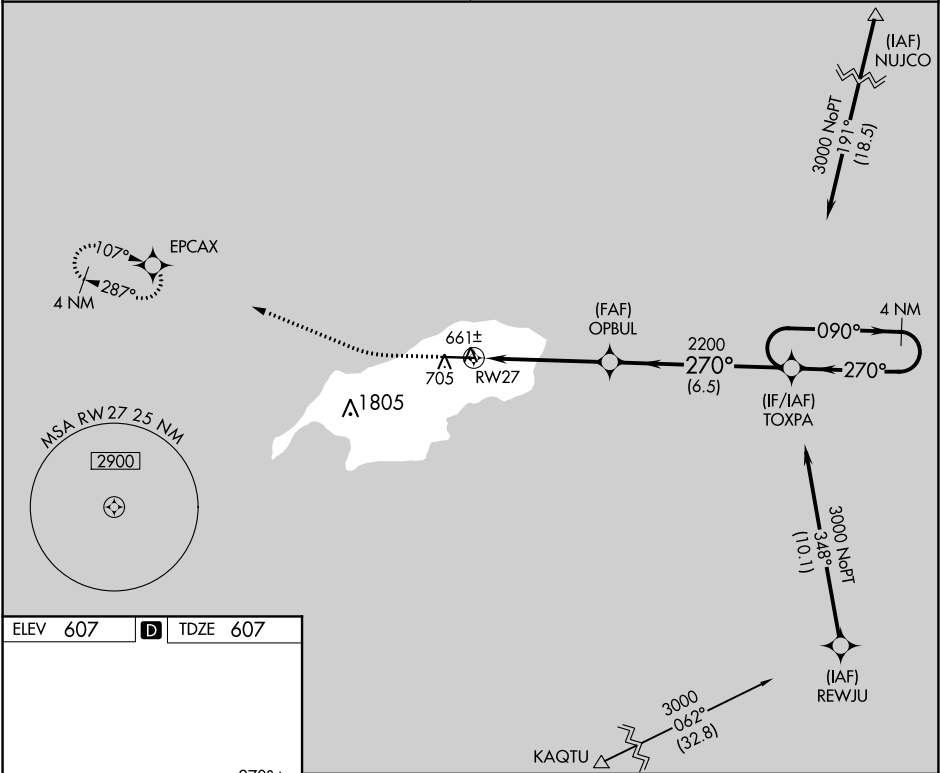 (IAF)
NUJCO
3000 NoPT
191°
(18.5)
EPCAX
107°
287°
4 NM
(FAF)
OPBUL
4 NM
090°
270°
661±
705
RW27
2200
270°
(6.5)
(IF/IAF)
TOXPA
1805
MSA RW27 25 NM
2900
3000 NoPT
348°
(10.1)
(IAF)
REWJU
3000
062°
(32.8)
KAQTU
ELEV 607 D TDZE 607